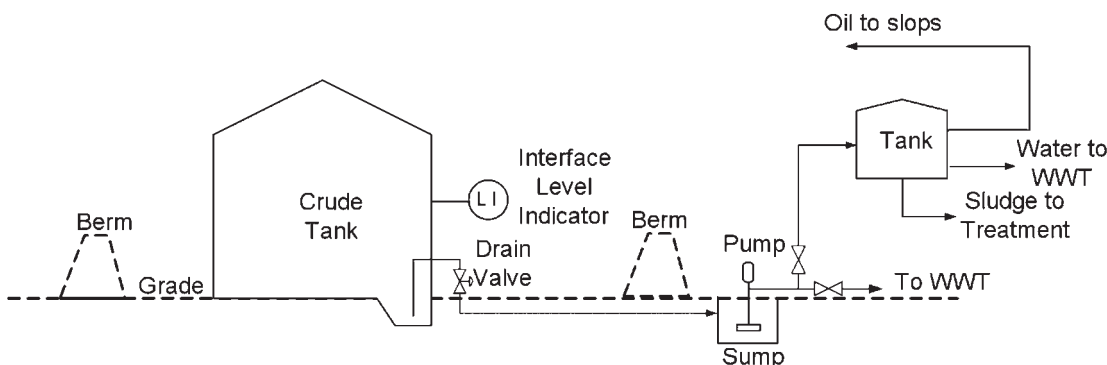 Oil to slops
Tank
Water to
WWT
Sludge to
Treatment
Interface
Level
Indicator
LI
Crude
Tank
Berm
Berm
Pump
Drain
Valve
Grade
To WWT
Sump